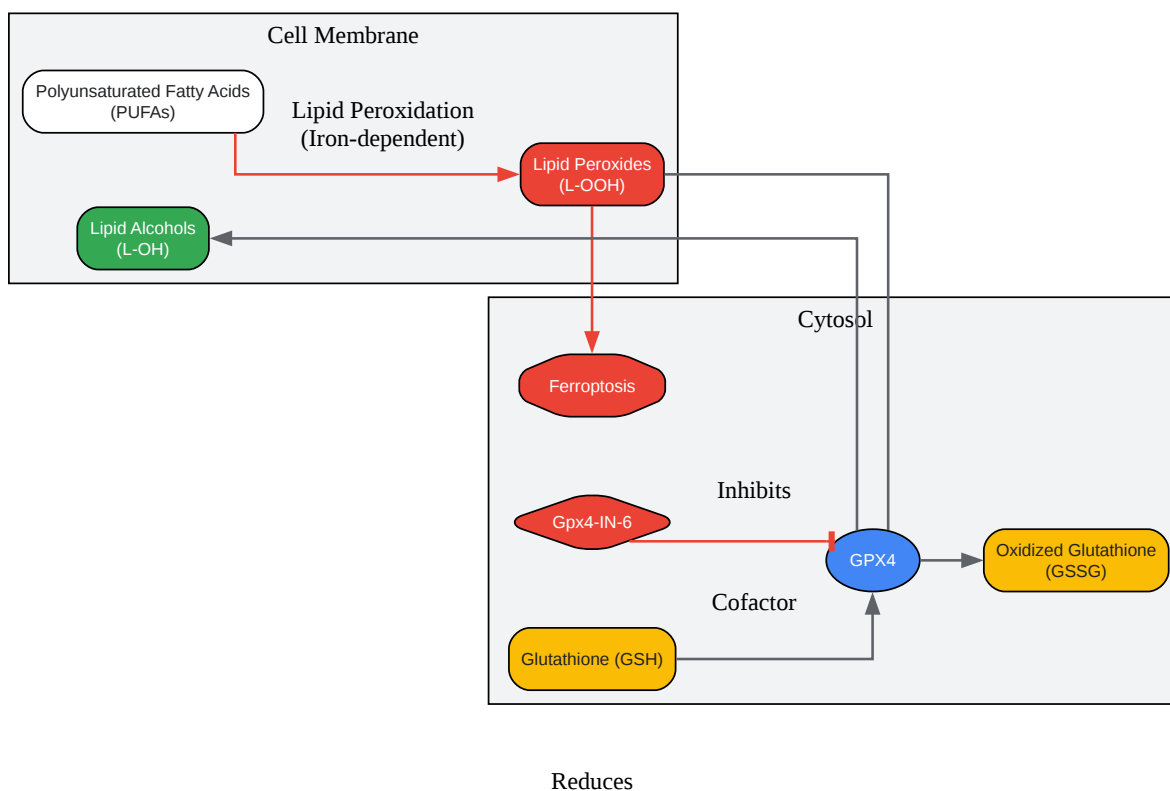 Cell Membrane
Polyunsaturated Fatty Acids
(PUFAs)
Lipid Peroxidation
(Iron-dependent)
Lipid Peroxides
(L-OOH)
Lipid Alcohols
(L-OH)
Cytosol
Ferroptosis
Inhibits
Gpx4-IN-6
GPX4
Oxidized Glutathione
(GSSG)
Cofactor
Glutathione (GSH)
Reduces